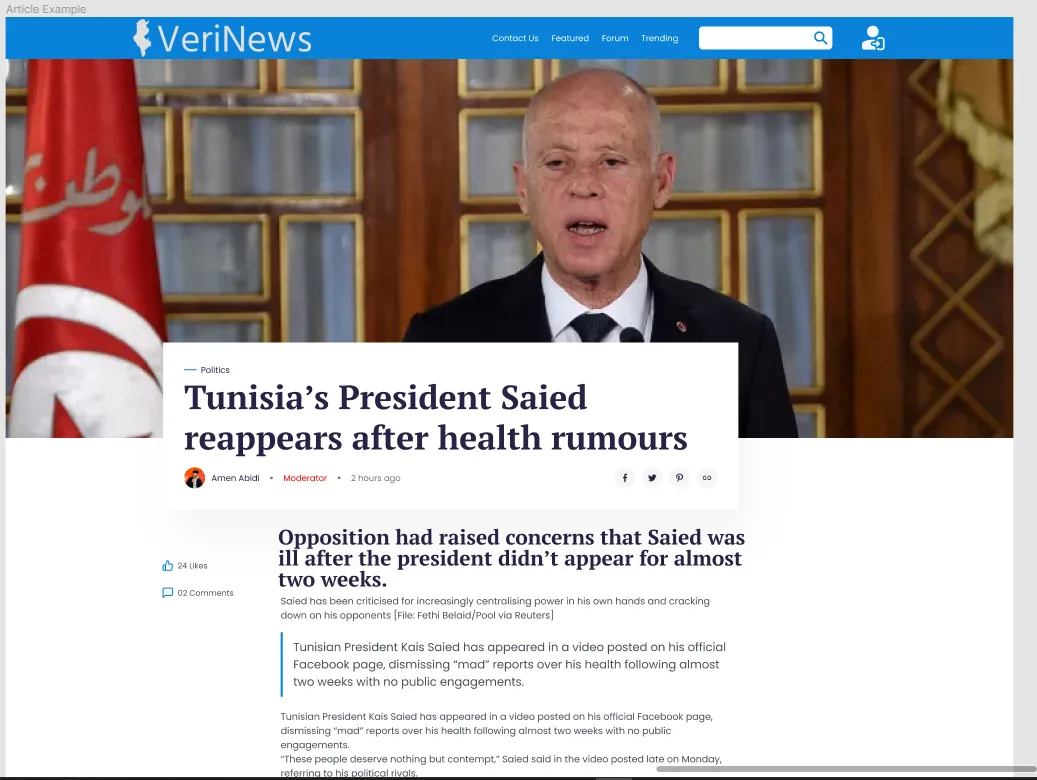 Article Example
VeriNews
Contact Us Featured Forum Trending
للوطن
Politics
Tunisia’s President Saied
reappears after health rumours
Amen Abidi • Moderator • 2 hours ago
Opposition had raised concerns that Saied was
ill after the president didn’t appear for almost
two weeks.
24 Likes
02 Comments
Saied has been criticised for increasingly centralising power in his own hands and cracking
down on his opponents [File: Fethi Belaid/Pool via Reuters]
Tunisian President Kais Saied has appeared in a video posted on his official
Facebook page, dismissing “mad” reports over his health following almost
two weeks with no public engagements.
Tunisian President Kais Saied has appeared in a video posted on his official Facebook page,
dismissing “mad” reports over his health following almost two weeks with no public
engagements.
“These people deserve nothing but contempt,” Saied said in the video posted late on Monday,
referring to his political rivals.